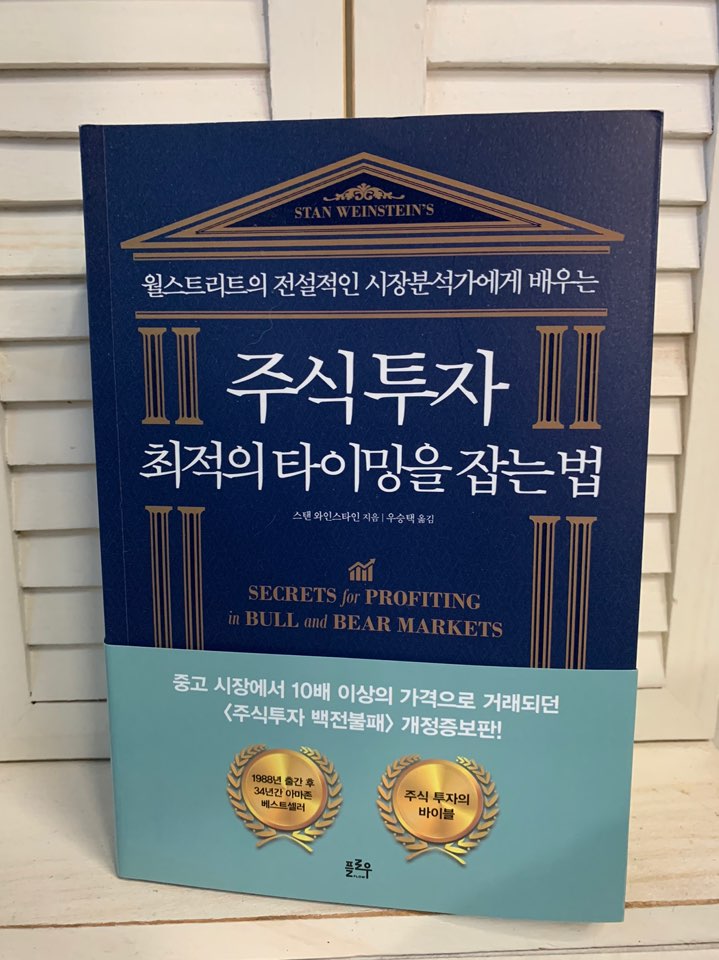 STAN WEINSTEIN'S
월스트리트의 전설적인 시장분석가에게 배우는
주식 투자
최적의 타이밍을 잡는 법
스탠 와인스타인 지음 | 우승택 옮김
SECRETS for PROFITING
in BULL and BEAR MARKETS
중고 시장에서 10배 이상의 가격으로 거래되던
〈주식투자 백전불패〉 개정증보판!
1988년 출간 후
34년간 아마존
베스트셀러
주식 투자의
바이블
플로우
FLOW